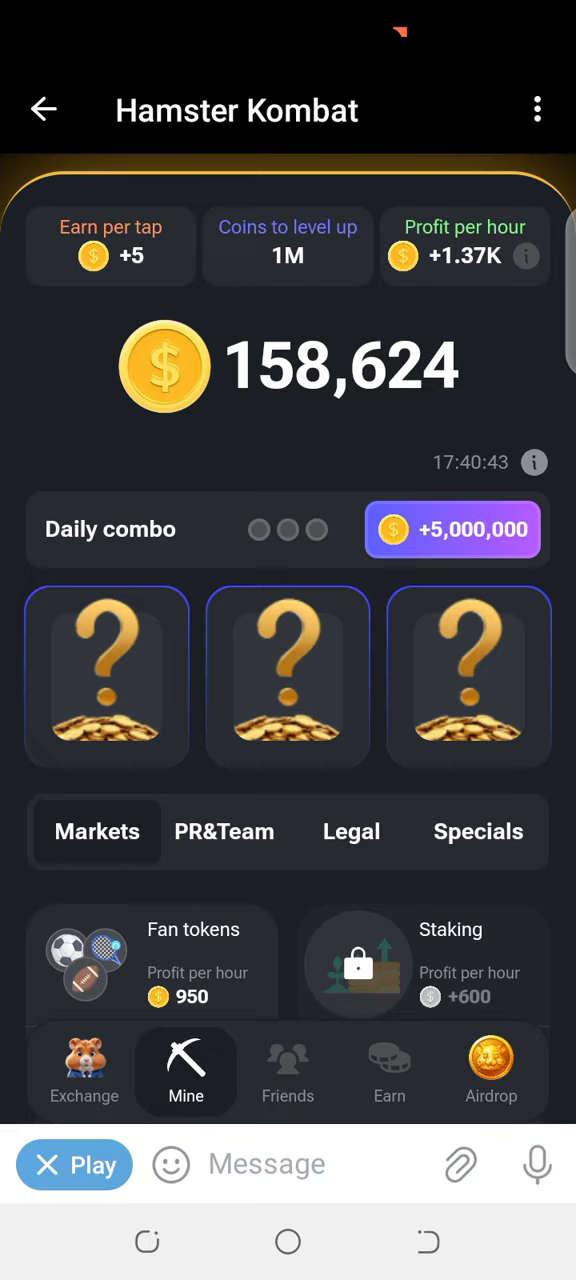 Hamster Kombat
Earn per tap
+5
Coins to level up
1M
Profit per hour
+1.37K
158,624
17:40:43
Daily combo
+5,000,000
Markets
PR&Team
Legal
Specials
Fan tokens
Profit per hour
950
Staking
Profit per hour
+600
Exchange
Mine
Friends
Earn
Airdrop
Play
Message